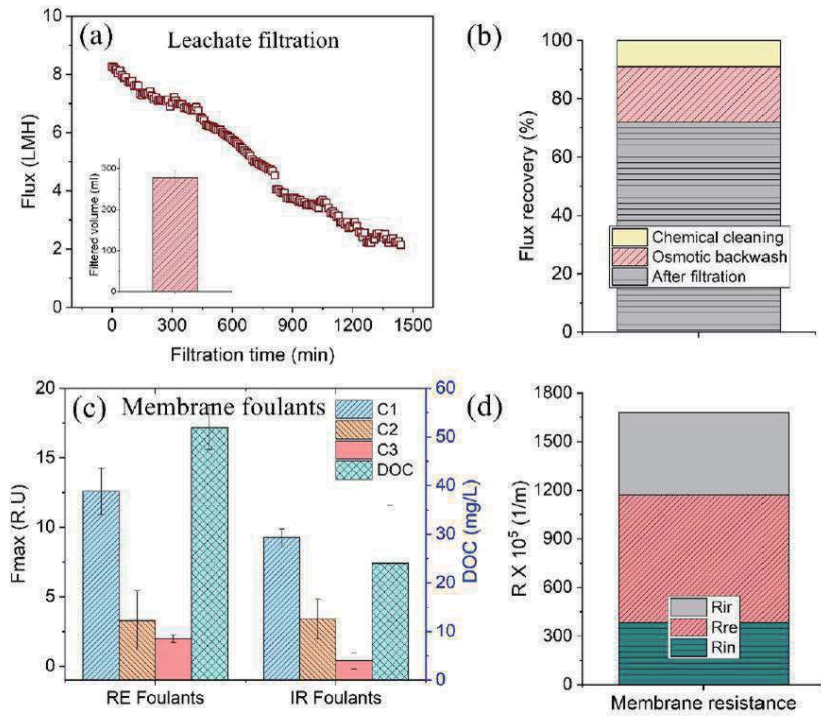 (a) Leachate filtration
Flux (LMH)
10
8
6
4
2
0
Filtered volume (ml)
300
200
100
0
0 300 600 900 1200 1500
Filtration time (min)
(b)
Flux recovery (%)
100
80
60
40
20
0
Chemical cleaning
Osmotic backwash
After filtration
(c) Membrane foulants
Fmax (R.U)
20
15
10
5
0
C1
C2
C3
DOC
60
50
40
30
20
10
0
DOC (mg/L)
RE Foulants IR Foulants
(d)
R X 10⁵ (1/m)
1800
1500
1200
900
600
300
0
Rir
Rre
Rin
Membrane resistance